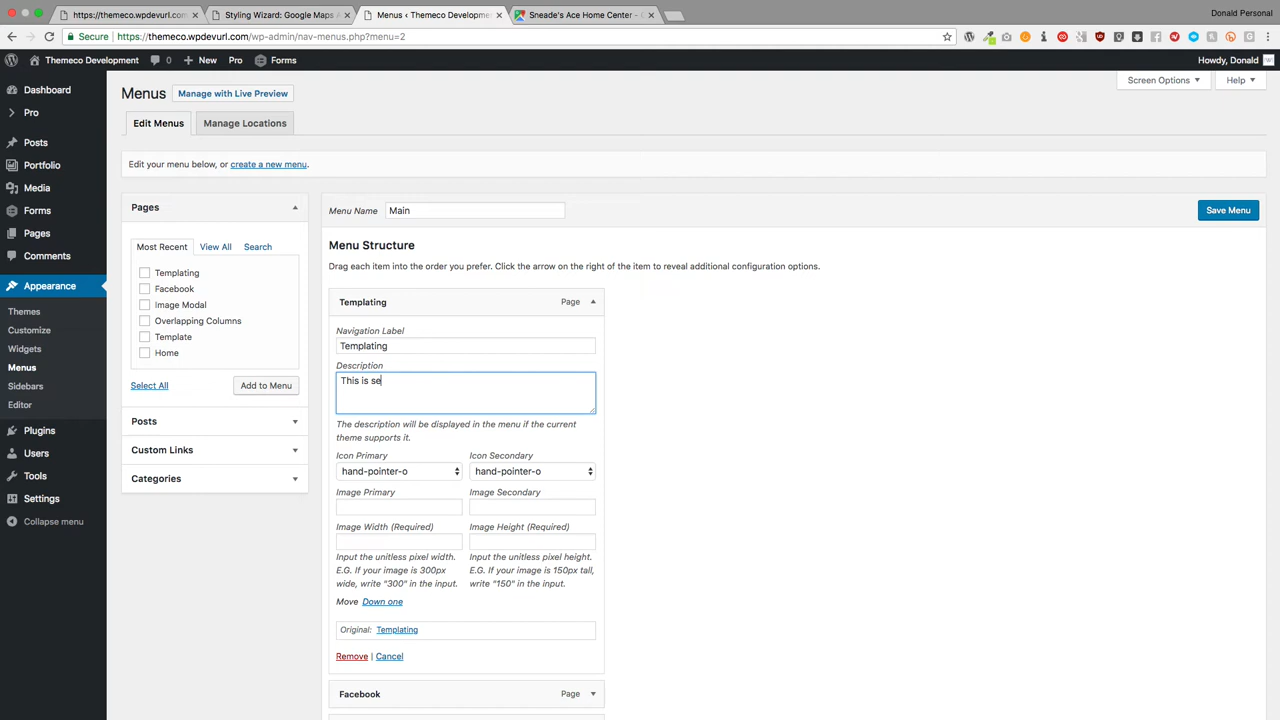 https://themeco.wpdevurl.com
Styling Wizard: Google Maps A
Menus ‹ Themeco Developmen
Sneade's Ace Home Center - G
Donald Personal
Secure
https://themeco.wpdevurl.com/wp-admin/nav-menus.php?menu=2
Themeco Development
0
New
Pro
Forms
Howdy, Donald
Dashboard
Pro
Posts
Portfolio
Media
Forms
Pages
Comments
Appearance
Themes
Customize
Widgets
Menus
Sidebars
Editor
Plugins
Users
Tools
Settings
Collapse menu
Menus
Manage with Live Preview
Screen Options
Help
Edit Menus
Manage Locations
Edit your menu below, or create a new menu.
Pages
Most Recent
View All
Search
Templating
Facebook
Image Modal
Overlapping Columns
Template
Home
Select All
Add to Menu
Posts
Custom Links
Categories
Menu Name
Main
Save Menu
Menu Structure
Drag each item into the order you prefer. Click the arrow on the right of the item to reveal additional configuration options.
Templating
Page
Navigation Label
Templating
Description
This is se
The description will be displayed in the menu if the current
theme supports it.
Icon Primary
Icon Secondary
hand-pointer-o
hand-pointer-o
Image Primary
Image Secondary
Image Width (Required)
Image Height (Required)
Input the unitless pixel width.
E.G. If your image is 300px
wide, write "300" in the input.
Input the unitless pixel height.
E.G. If your image is 150px tall,
write "150" in the input.
Move Down one
Original: Templating
Remove | Cancel
Facebook
Page